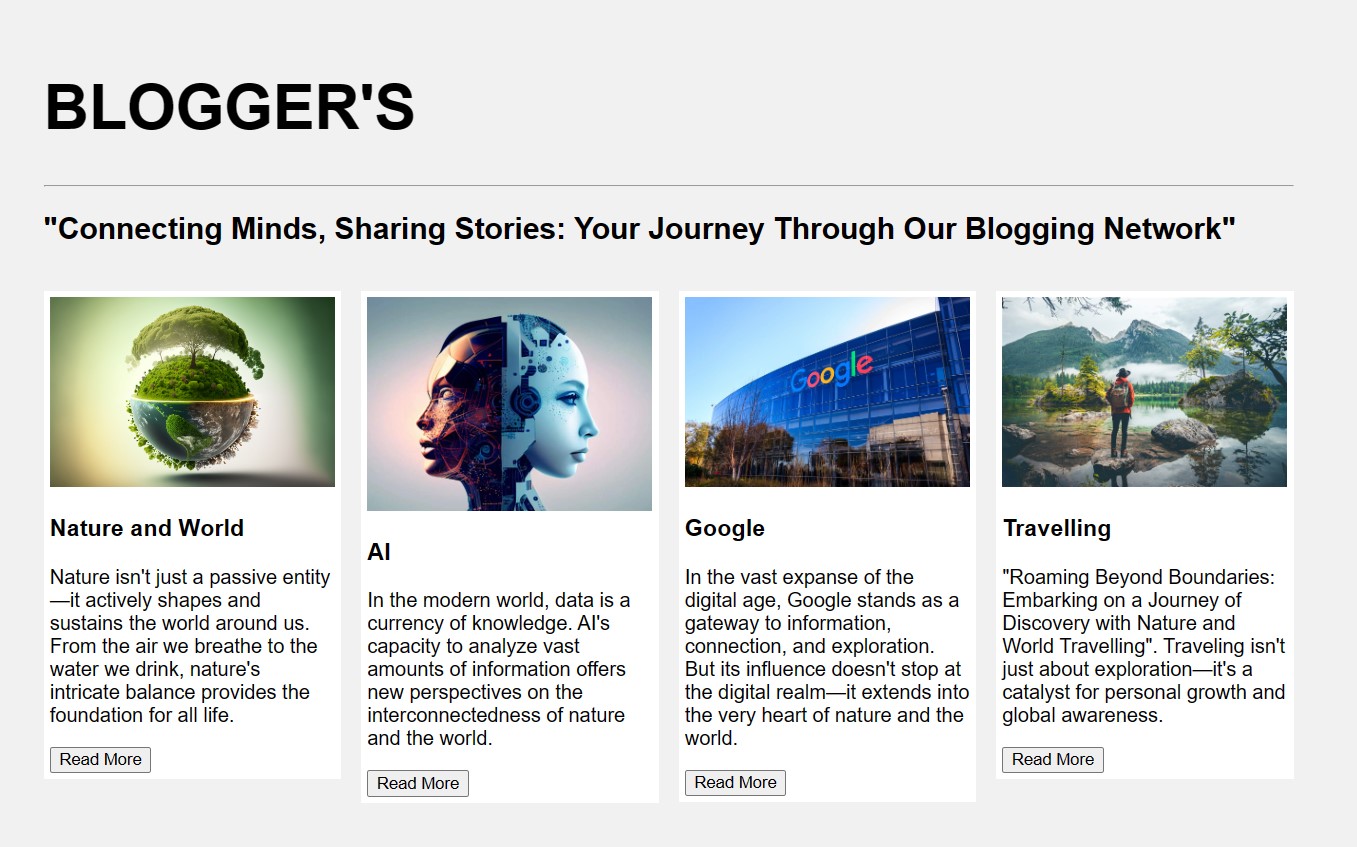 BLOGGER'S
"Connecting Minds, Sharing Stories: Your Journey Through Our Blogging Network"
Nature and World
Nature isn't just a passive entity
—it actively shapes and
sustains the world around us.
From the air we breathe to the
water we drink, nature's
intricate balance provides the
foundation for all life.
Read More
AI
In the modern world, data is a
currency of knowledge. AI's
capacity to analyze vast
amounts of information offers
new perspectives on the
interconnectedness of nature
and the world.
Read More
Google
Google
In the vast expanse of the
digital age, Google stands as a
gateway to information,
connection, and exploration.
But its influence doesn't stop at
the digital realm—it extends into
the very heart of nature and the
world.
Read More
Travelling
"Roaming Beyond Boundaries:
Embarking on a Journey of
Discovery with Nature and
World Travelling". Traveling isn't
just about exploration—it's a
catalyst for personal growth and
global awareness.
Read More